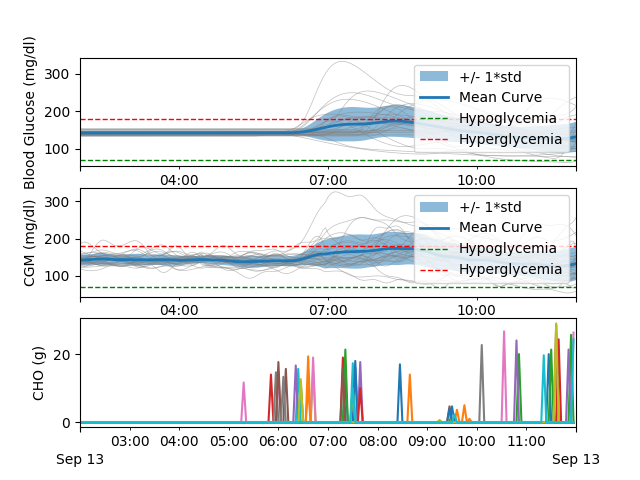 Blood Glucose (mg/dl)
300
200
100
+/- 1*std
Mean Curve
Hypoglycemia
Hyperglycemia
04:00 07:00 10:00
CGM (mg/dl)
300
200
100
+/- 1*std
Mean Curve
Hypoglycemia
Hyperglycemia
04:00 07:00 10:00
CHO (g)
20
0
03:00 04:00 05:00 06:00 07:00 08:00 09:00 10:00 11:00
Sep 13 Sep 13